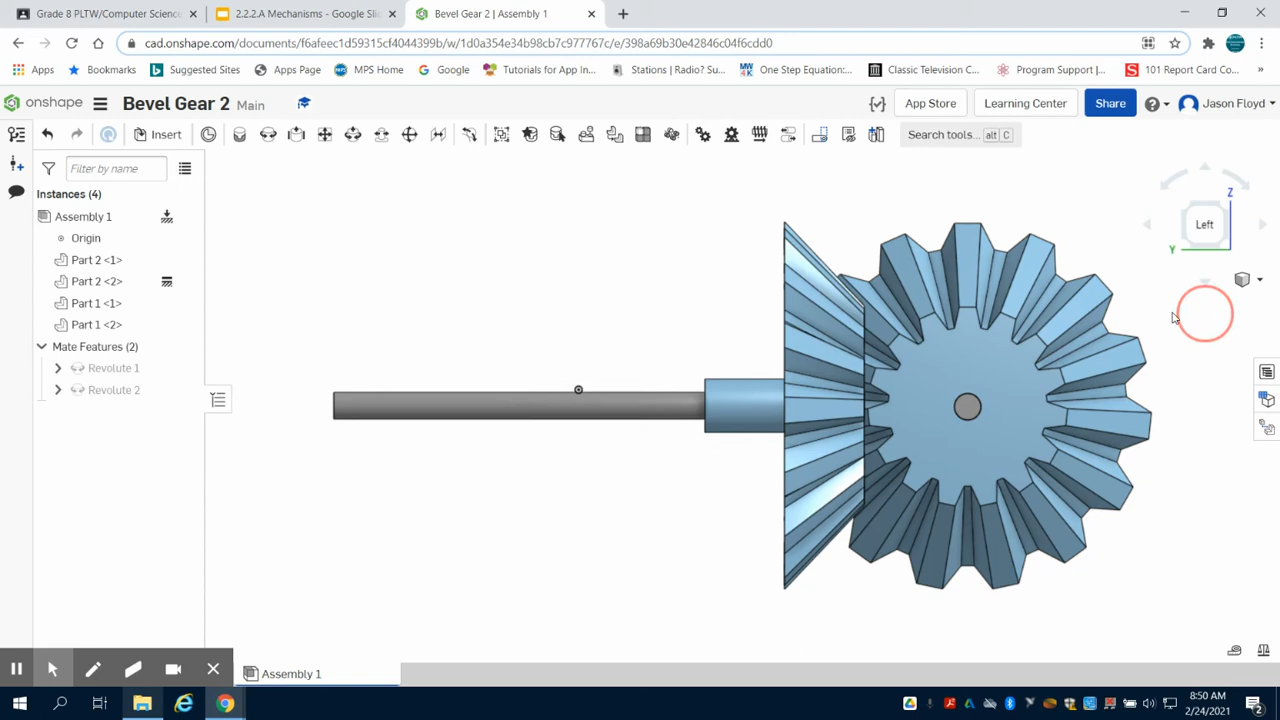 Grade 8 PLTW/Computer Science
2.2.2.A Mechanisms - Google Slid
Bevel Gear 2 | Assembly 1
cad.onshape.com/documents/f6afeec1d59315cf4044399b/w/1d0a354e34b98cb7c977767c/e/398a69b30e42846c04f6cdd0
Apps
Bookmarks
Suggested Sites
Apps Page
MPS Home
Google
Tutorials for App In...
Stations | Radio? Su...
One Step Equation:...
Classic Television C...
Program Support |...
101 Report Card Co...
»
onshape
Bevel Gear 2 Main
App Store
Learning Center
Share
Jason Floyd
Insert
Search tools... alt C
Filter by name
Instances (4)
Assembly 1
Origin
Part 2 <1>
Part 2 <2>
Part 1 <1>
Part 1 <2>
Mate Features (2)
Revolute 1
Revolute 2
Z
Left
Y
Assembly 1
8:50 AM
2/24/2021
2